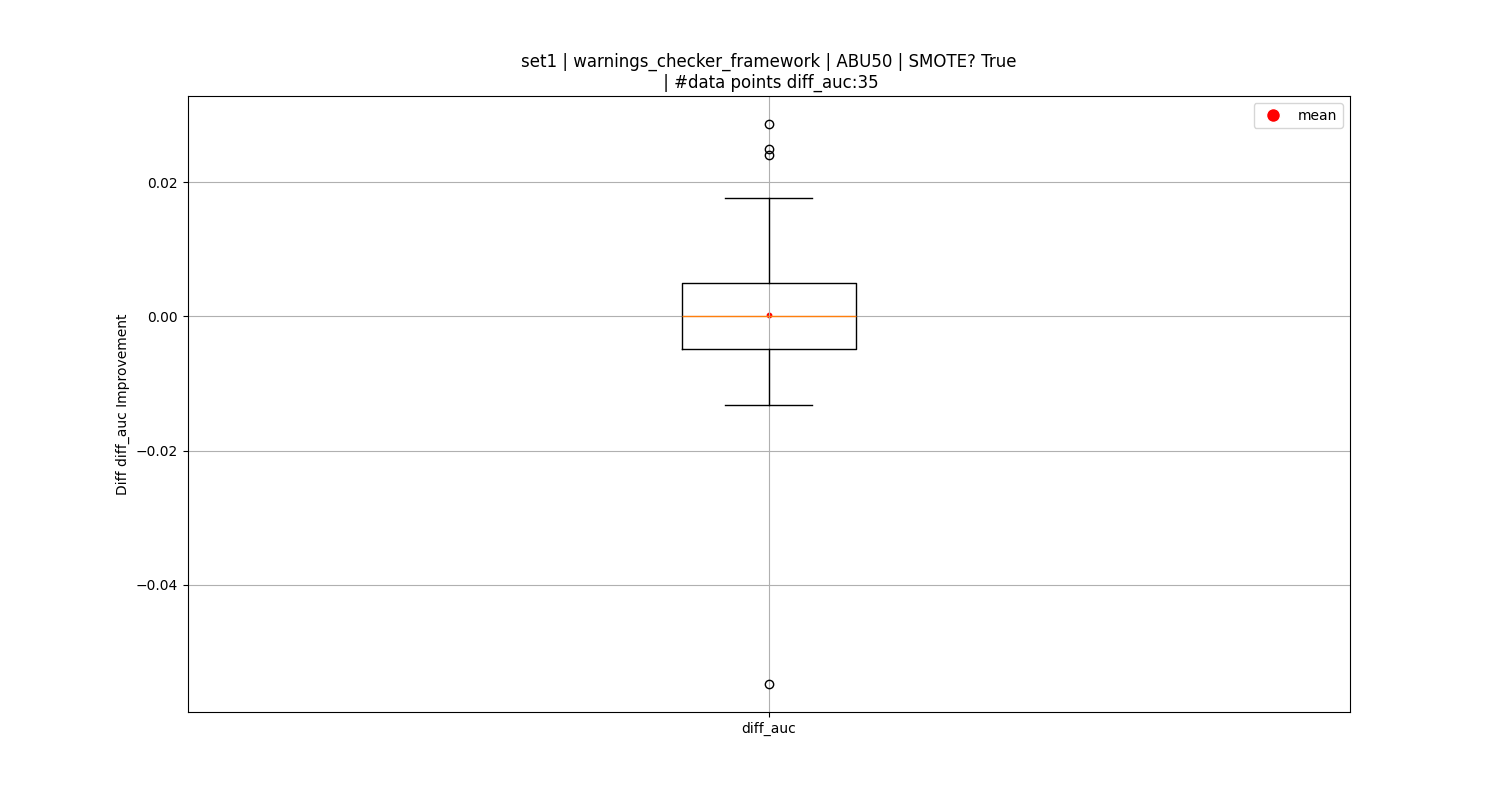 set1 | warnings_checker_framework | ABU50 | SMOTE? True
| #data points diff_auc:35
mean
0.02
0.00
−0.02
−0.04
Diff diff_auc Improvement
diff_auc